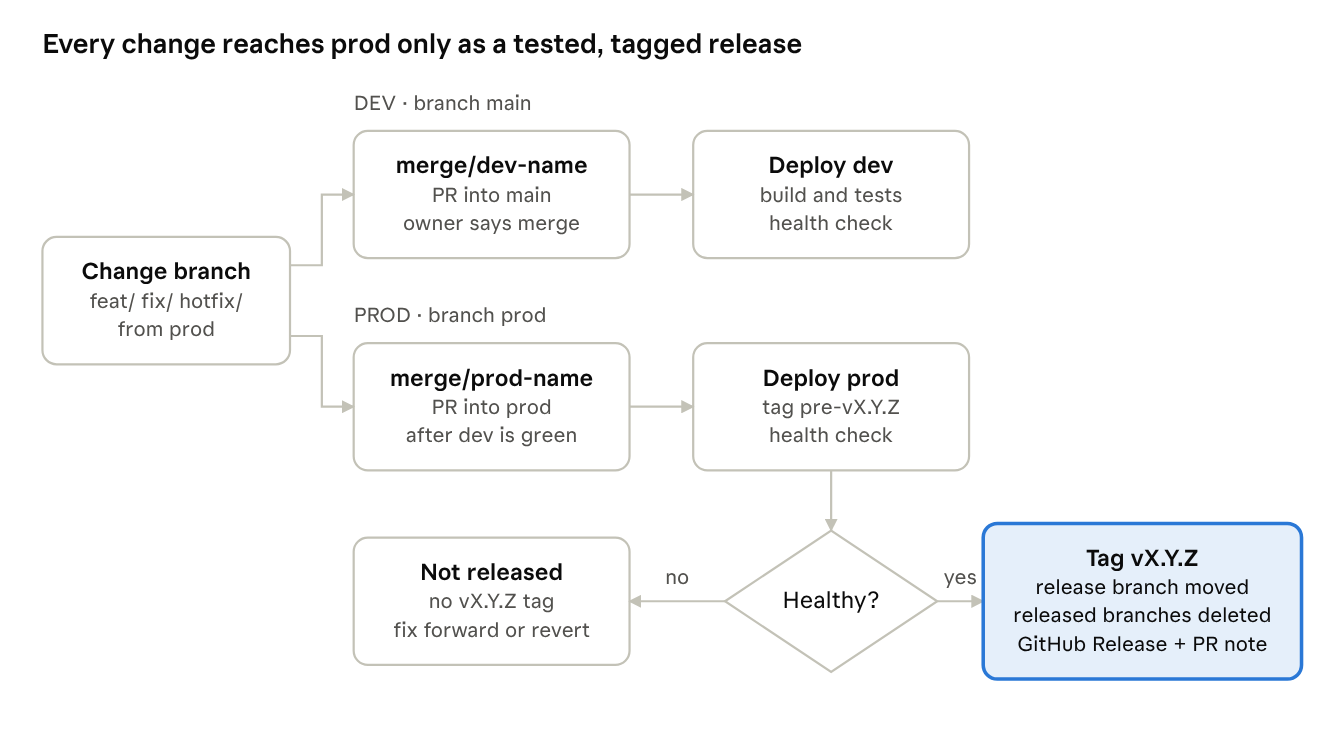 Every change reaches prod only as a tested, tagged release
DEV · branch main
merge/dev-name
PR into main
owner says merge
Deploy dev
build and tests
health check
Change branch
feat/ fix/ hotfix/
from prod
PROD · branch prod
merge/prod-name
PR into prod
after dev is green
Deploy prod
tag pre-vX.Y.Z
health check
Not released
no vX.Y.Z tag
fix forward or revert
no
Healthy?
yes
Tag vX.Y.Z
release branch moved
released branches deleted
GitHub Release + PR note